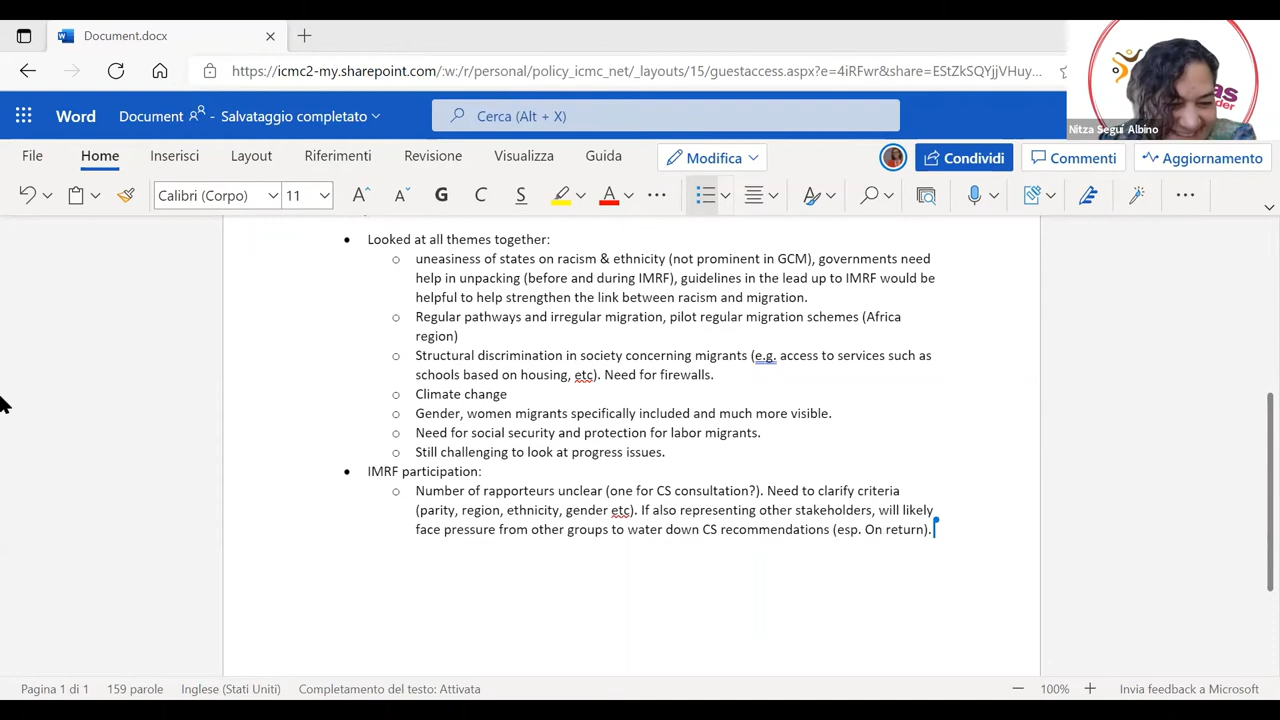 Document.docx
https://icmc2-my.sharepoint.com/:w:/r/personal/policy_icmc_net/_layouts/15/guestaccess.aspx?e=4iRFwr&share=EStZkSQYjjVHuy...
as
der
Nitza Seguí Albino
Word Document - Salvataggio completato Cerca (Alt + X)
File Home Inserisci Layout Riferimenti Revisione Visualizza Guida Modifica Condividi Commenti Aggiornamento
Calibri (Corpo) 11 A A G C S A
• Looked at all themes together:
o uneasiness of states on racism & ethnicity (not prominent in GCM), governments need
help in unpacking (before and during IMRF), guidelines in the lead up to IMRF would be
helpful to help strengthen the link between racism and migration.
o Regular pathways and irregular migration, pilot regular migration schemes (Africa
region)
o Structural discrimination in society concerning migrants (e.g. access to services such as
schools based on housing, etc). Need for firewalls.
o Climate change
o Gender, women migrants specifically included and much more visible.
o Need for social security and protection for labor migrants.
o Still challenging to look at progress issues.
• IMRF participation:
o Number of rapporteurs unclear (one for CS consultation?). Need to clarify criteria
(parity, region, ethnicity, gender etc). If also representing other stakeholders, will likely
face pressure from other groups to water down CS recommendations (esp. On return).
Pagina 1 di 1 159 parole Inglese (Stati Uniti) Completamento del testo: Attivata 100% Invia feedback a Microsoft